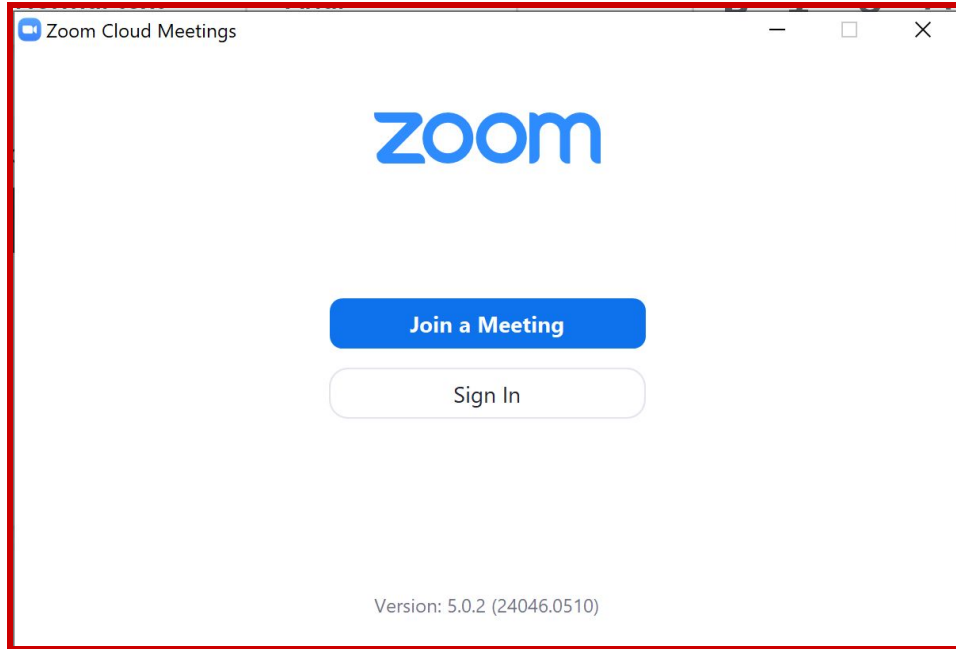 Zoom Cloud Meetings
zoom
Join a Meeting
Sign In
Version: 5.0.2 (24046.0510)